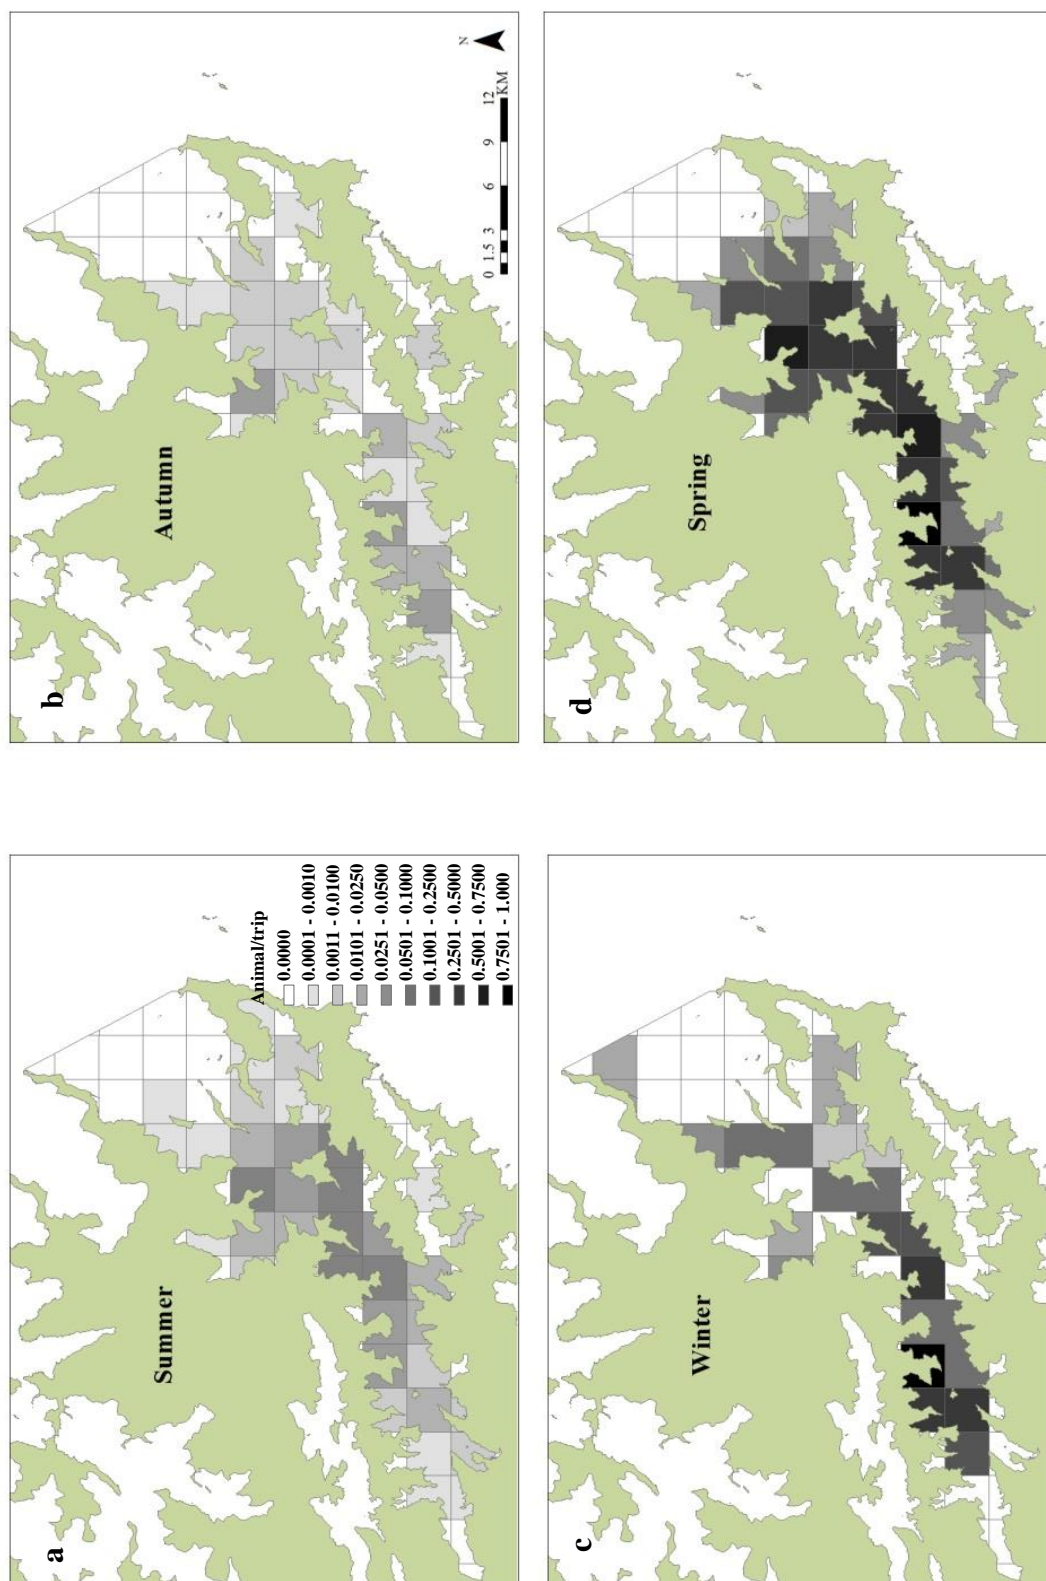 a
Summer
Animal/trip
0.0000
0.0001 - 0.0010
0.0011 - 0.0100
0.0101 - 0.0250
0.0251 - 0.0500
0.0501 - 0.1000
0.1001 - 0.2500
0.2501 - 0.5000
0.5001 - 0.7500
0.7501 - 1.000
b
Autumn
N
0 1.5 3 6 9 12
KM
c
Winter
d
Spring